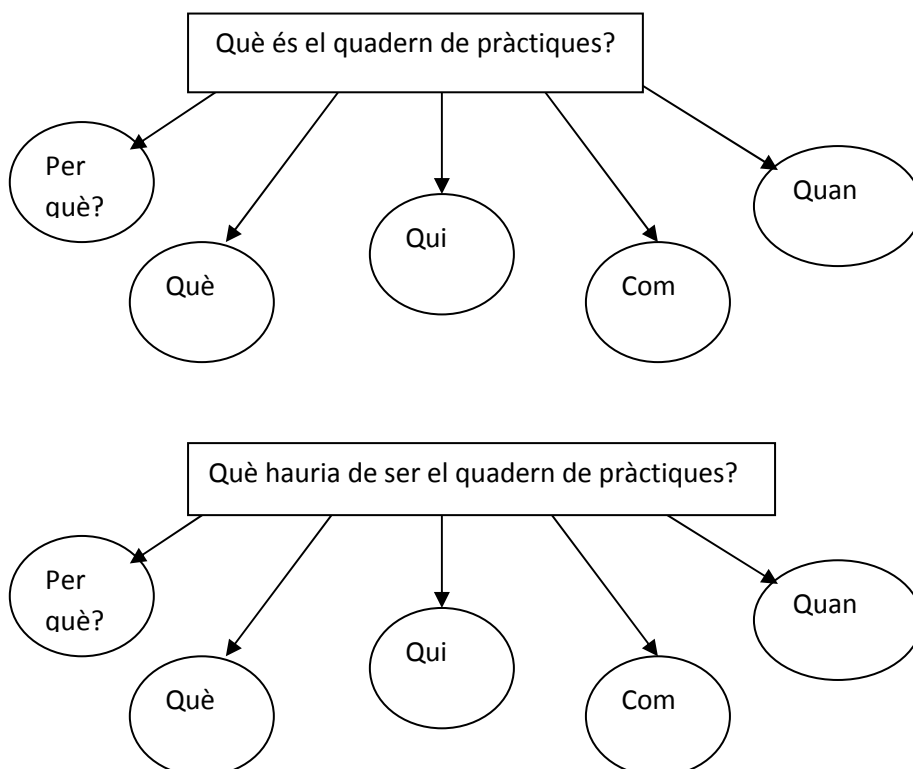 Què és el quadern de pràctiques?
Per
què?
Quan
Qui
Què
Com
Què hauria de ser el quadern de pràctiques?
Per
què?
Quan
Qui
Què
Com